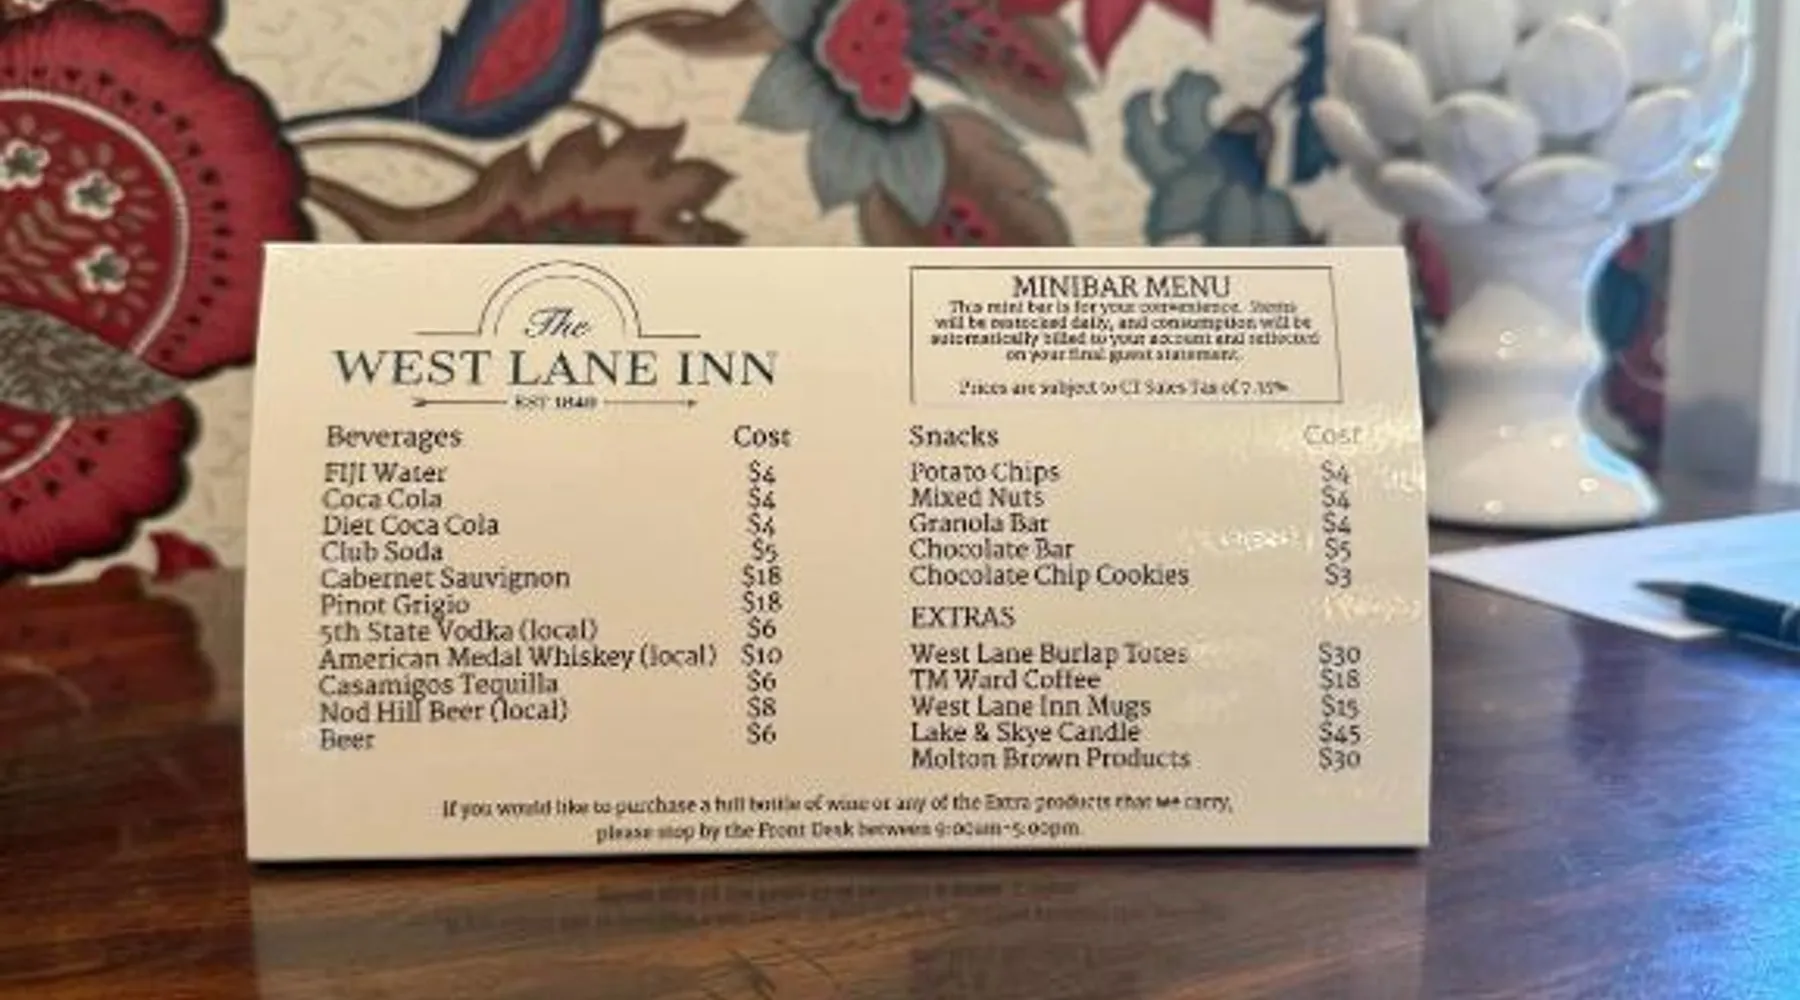 The
WEST LANE INN
EST 1849
MINIBAR MENU
This mini bar is for your convenience. Items
will be restocked daily, and consumption will be
automatically billed to your account and reflected
on your final guest statement.
Prices are subject to CT Sales Tax of 7.35%
Beverages Cost
FIJI Water $4
Coca Cola $4
Diet Coca Cola $4
Club Soda $5
Cabernet Sauvignon $18
Pinot Grigio $18
5th State Vodka (local) $6
American Medal Whiskey (local) $10
Casamigos Tequilla $6
Nod Hill Beer (local) $8
Beer $6
Snacks Cost
Potato Chips $4
Mixed Nuts $4
Granola Bar $4
Chocolate Bar $5
Chocolate Chip Cookies $3
EXTRAS
West Lane Burlap Totes $30
TM Ward Coffee $18
West Lane Inn Mugs $15
Lake & Skye Candle $45
Molton Brown Products $30
If you would like to purchase a full bottle of wine or any of the Extra products that we carry,
please stop by the Front Desk between 9:00am-5:00pm.